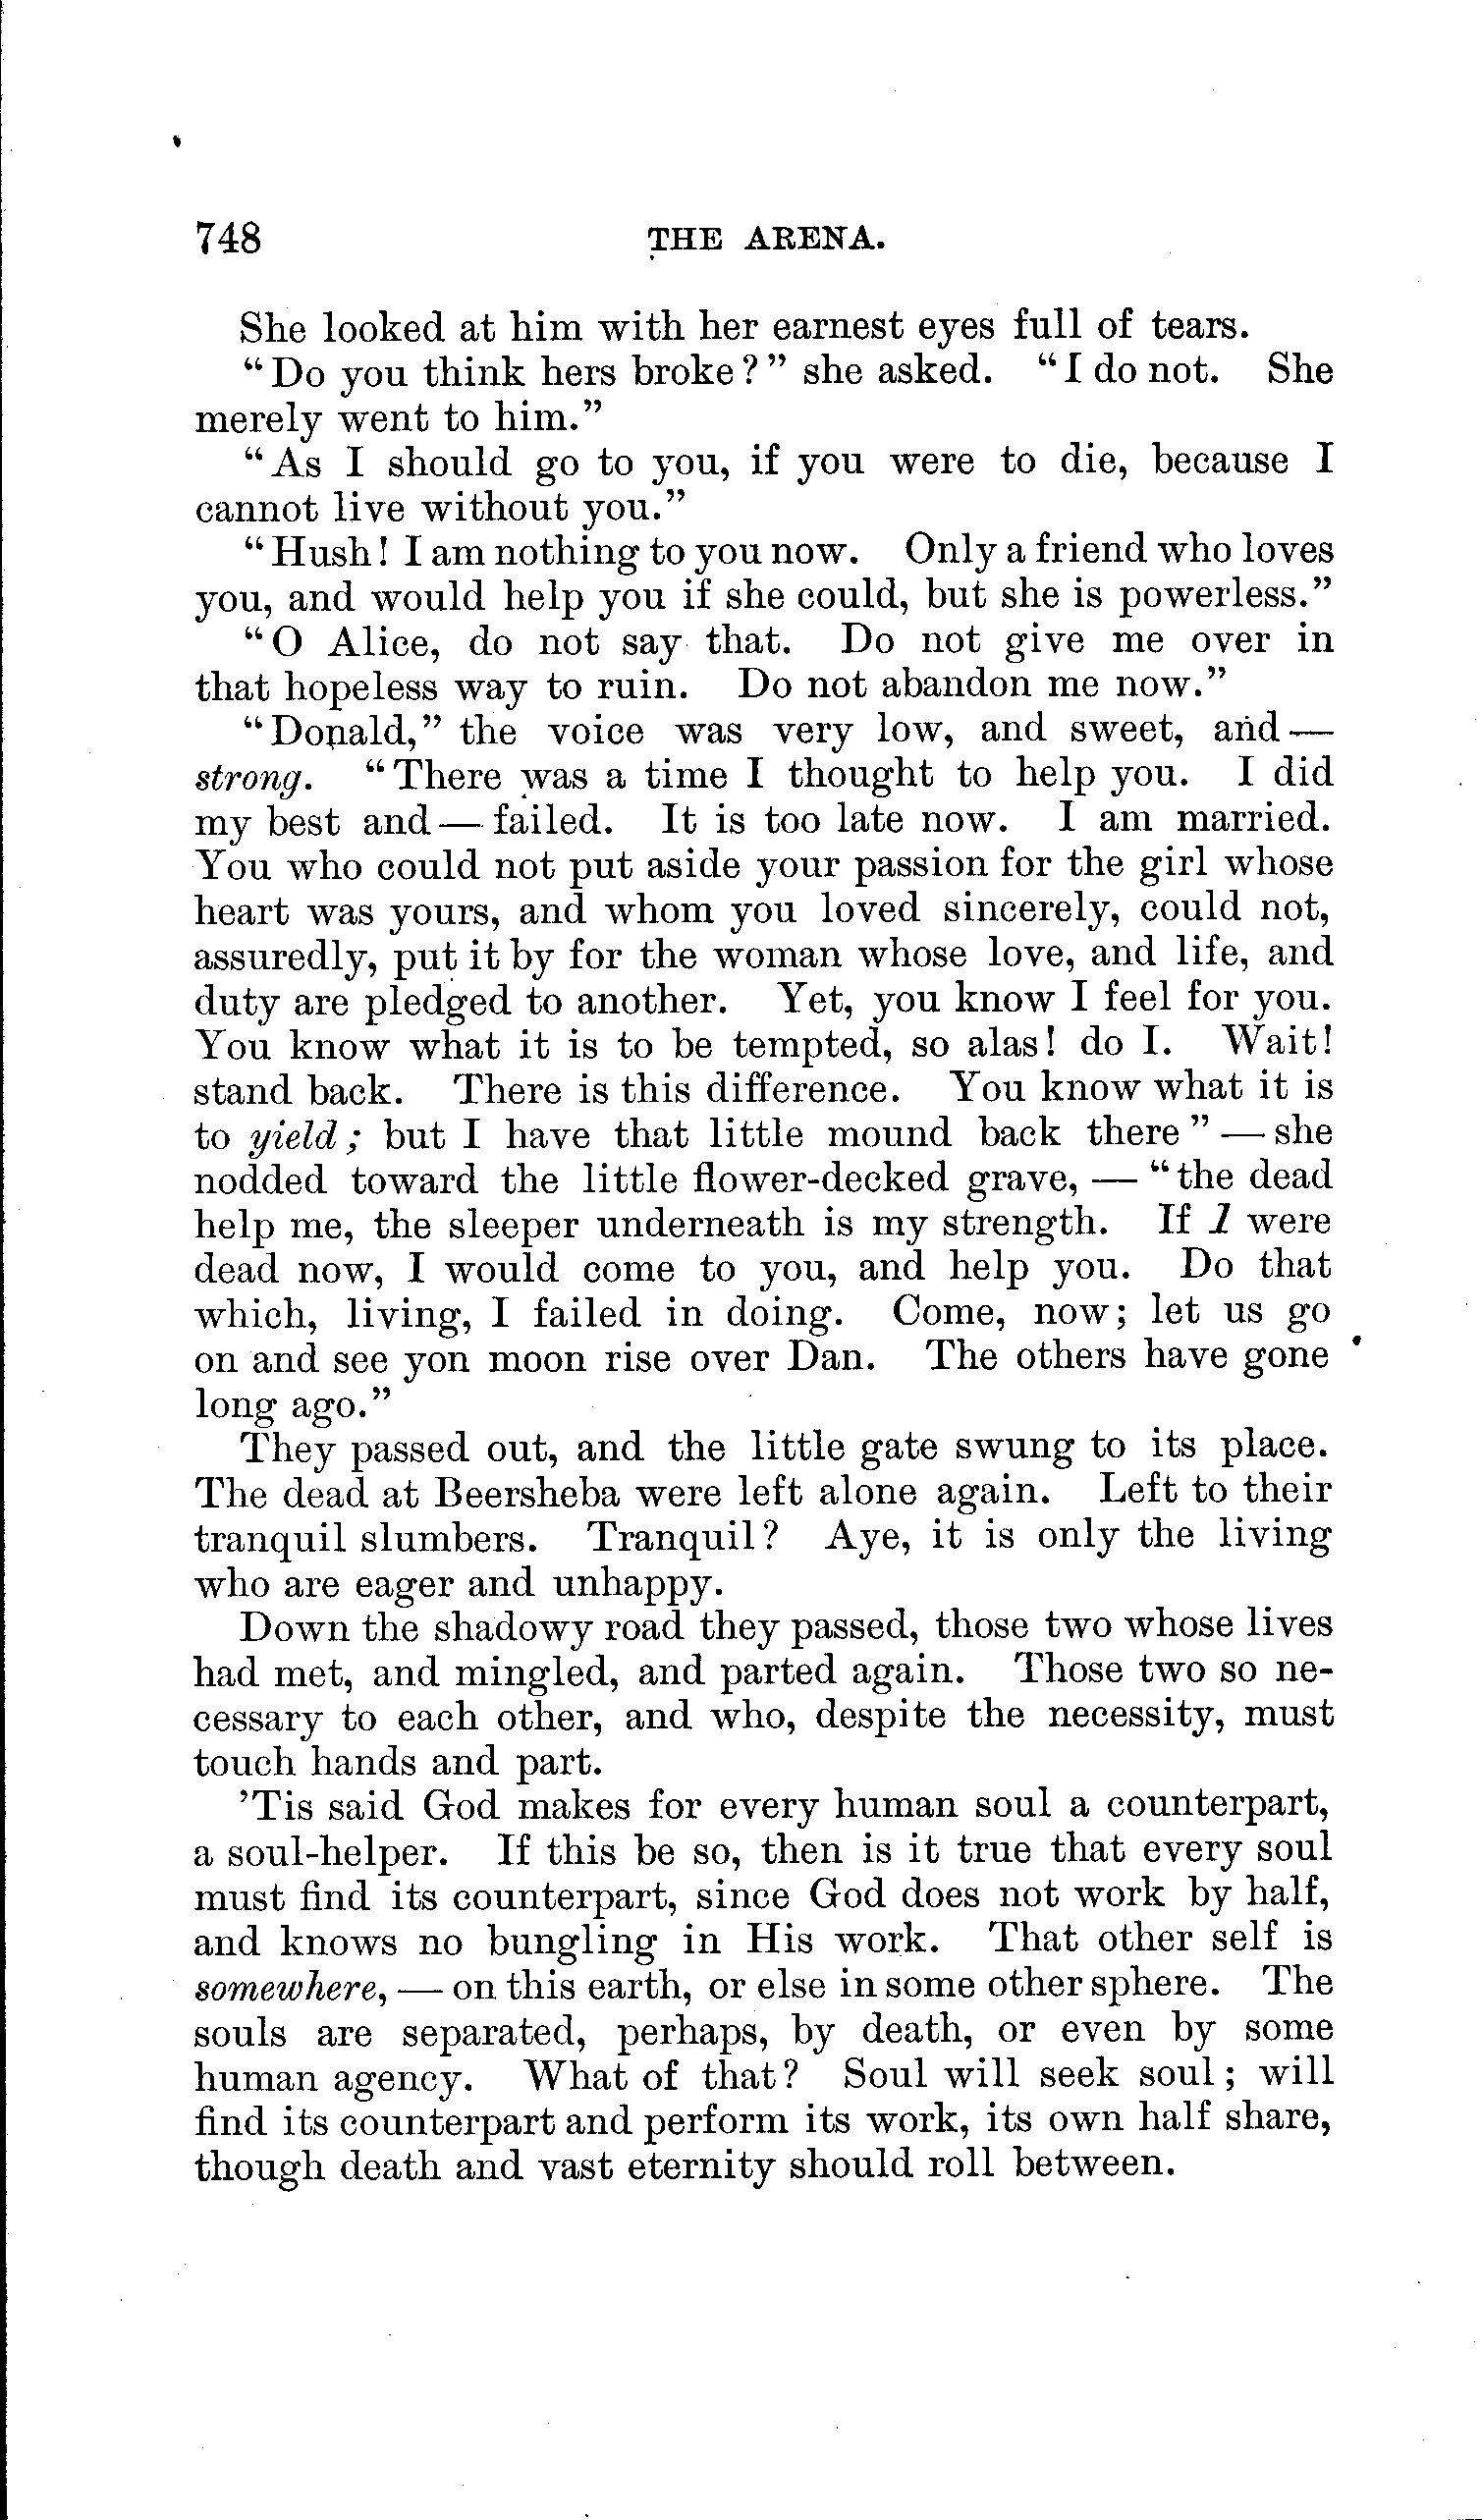 748 THE ARENA.
She looked at him with her earnest eyes full of tears.
"Do you think hers broke?" she asked. "I do not. She
merely went to him."
"As I should go to you, if you were to die, because I
cannot live without you."
"Hush! I am nothing to you now. Only a friend who loves
you, and would help you if she could, but she is powerless."
"O Alice, do not say that. Do not give me over in
that hopeless way to ruin. Do not abandon me now."
"Donald," the voice was very low, and sweet, and —
strong. "There was a time I thought to help you. I did
my best and — failed. It is too late now. I am married.
You who could not put aside your passion for the girl whose
heart was yours, and whom you loved sincerely, could not,
assuredly, put it by for the woman whose love, and life, and
duty are pledged to another. Yet, you know I feel for you.
You know what it is to be tempted, so alas! do I. Wait!
stand back. There is this difference. You know what it is
to yield; but I have that little mound back there" — she
nodded toward the little flower-decked grave, — "the dead
help me, the sleeper underneath is my strength. If I were
dead now, I would come to you, and help you. Do that
which, living, I failed in doing. Come, now; let us go
on and see yon moon rise over Dan. The others have gone
long ago."
They passed out, and the little gate swung to its place.
The dead at Beersheba were left alone again. Left to their
tranquil slumbers. Tranquil? Aye, it is only the living
who are eager and unhappy.
Down the shadowy road they passed, those two whose lives
had met, and mingled, and parted again. Those two so ne-
cessary to each other, and who, despite the necessity, must
touch hands and part.
'Tis said God makes for every human soul a counterpart,
a soul-helper. If this be so, then is it true that every soul
must find its counterpart, since God does not work by half,
and knows no bungling in His work. That other self is
somewhere, — on this earth, or else in some other sphere. The
souls are separated, perhaps, by death, or even by some
human agency. What of that? Soul will seek soul; will
find its counterpart and perform its work, its own half share,
though death and vast eternity should roll between.